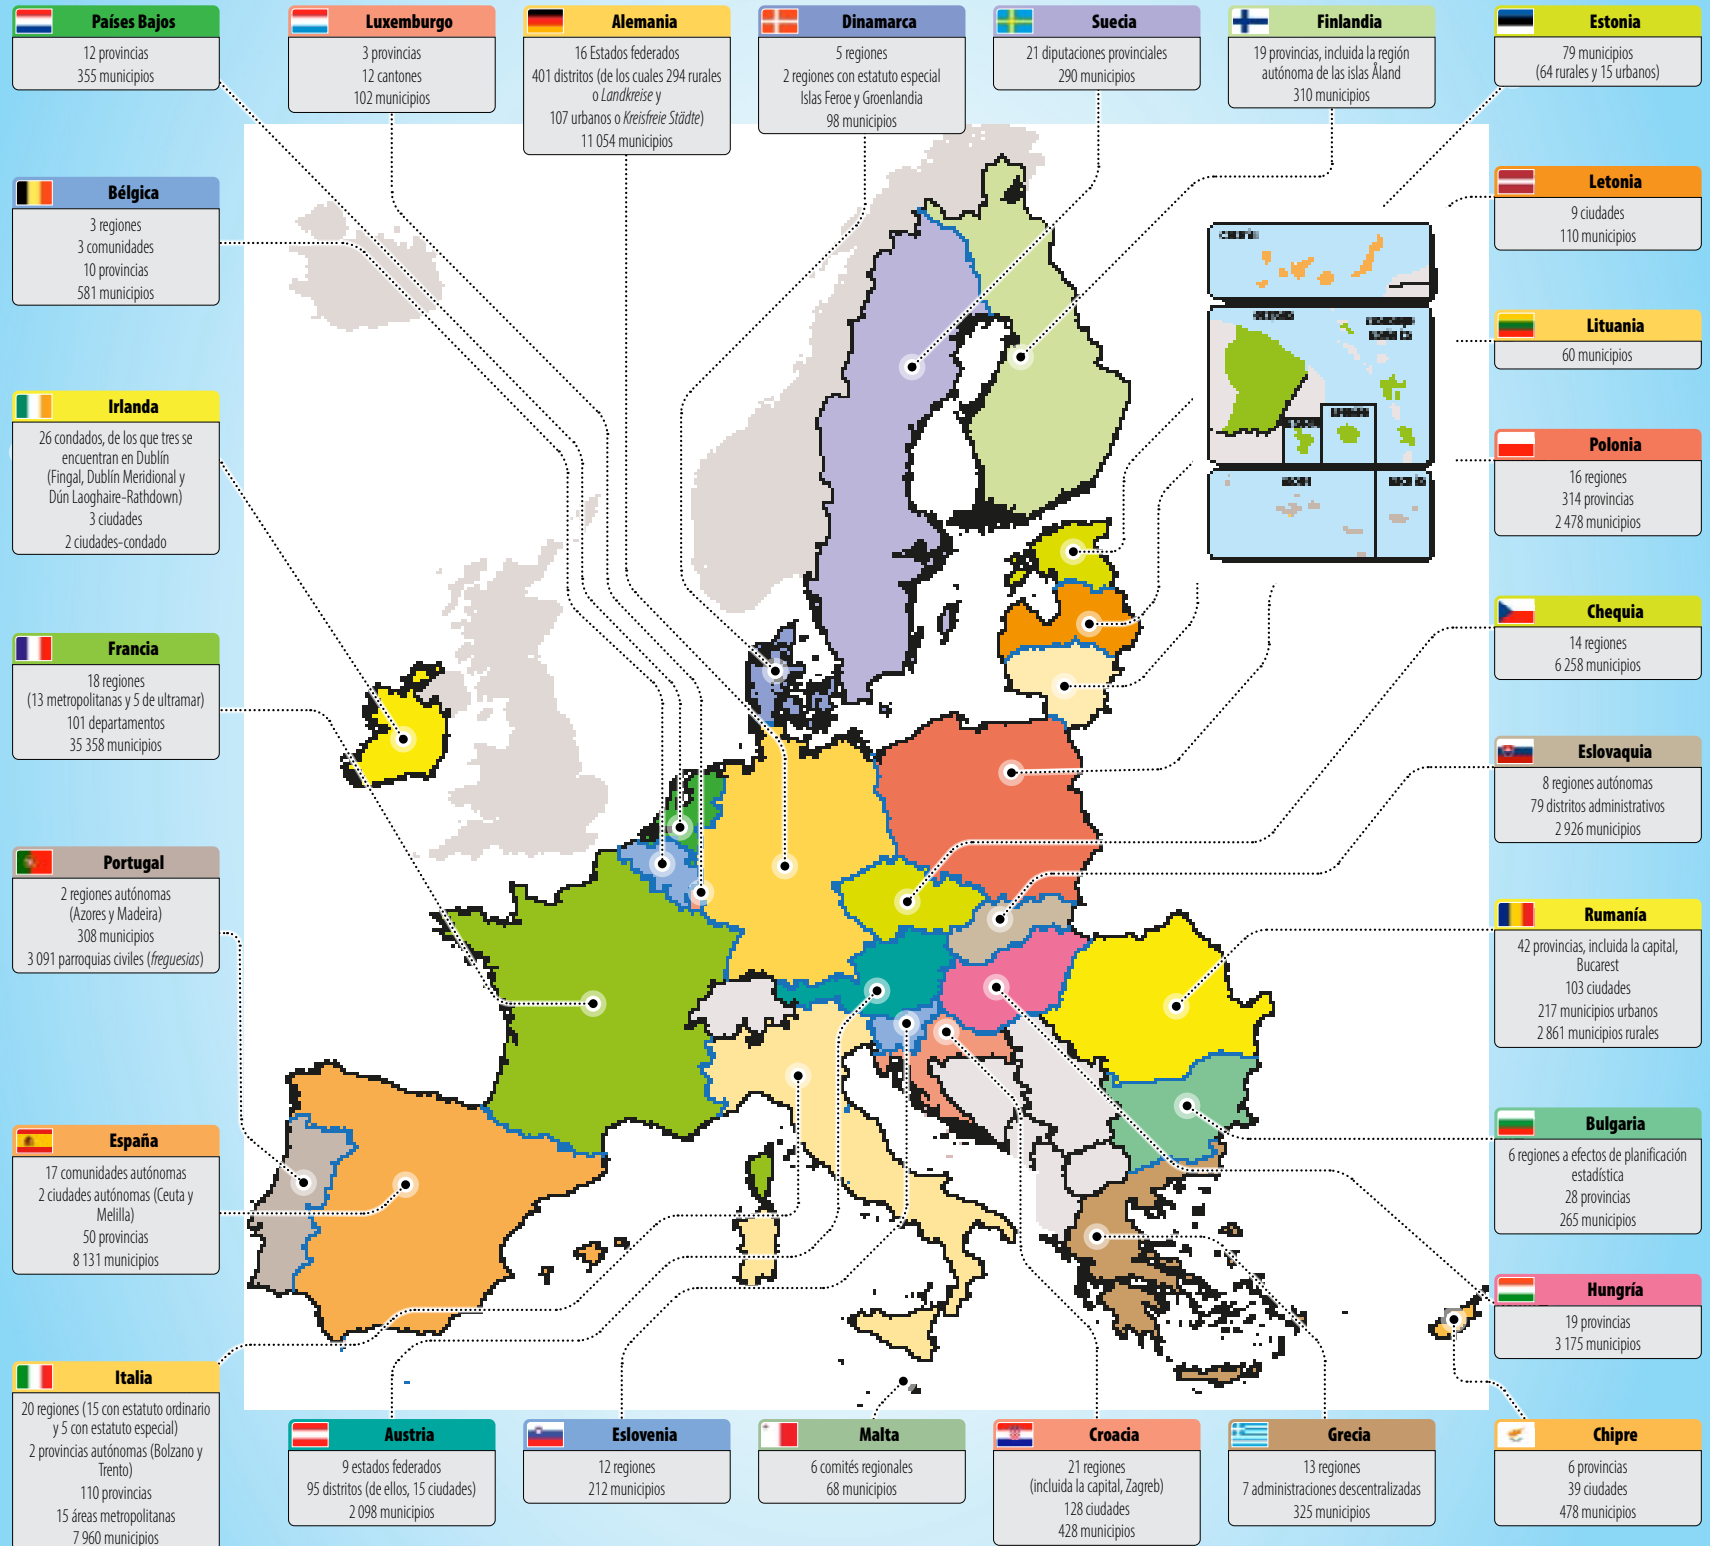 Países Bajos
12 provincias
355 municipios
Luxemburgo
3 provincias
12 cantones
102 municipios
Alemania
16 Estados federados
401 distritos (de los cuales 294 rurales
o Landkreise y
107 urbanos o Kreisfreie Städte)
11 054 municipios
Dinamarca
5 regiones
2 regiones con estatuto especial
Islas Feroe y Groenlandia
98 municipios
Suecia
21 diputaciones provinciales
290 municipios
Finlandia
19 provincias, incluida la región
autónoma de las islas Åland
310 municipios
Estonia
79 municipios
(64 rurales y 15 urbanos)
Bélgica
3 regiones
3 comunidades
10 provincias
581 municipios
Letonia
9 ciudades
110 municipios
Lituania
60 municipios
Irlanda
26 condados, de los que tres se
encuentran en Dublín
(Fingal, Dublín Meridional y
Dún Laoghaire-Rathdown)
3 ciudades
2 ciudades-condado
Polonia
16 regiones
314 provincias
2 478 municipios
Chequia
14 regiones
6 258 municipios
Francia
18 regiones
(13 metropolitanas y 5 de ultramar)
101 departamentos
35 358 municipios
Eslovaquia
8 regiones autónomas
79 distritos administrativos
2 926 municipios
Portugal
2 regiones autónomas
(Azores y Madeira)
308 municipios
3 091 parroquias civiles (freguesias)
Rumanía
42 provincias, incluida la capital,
Bucarest
103 ciudades
217 municipios urbanos
2 861 municipios rurales
España
17 comunidades autónomas
2 ciudades autónomas (Ceuta y
Melilla)
50 provincias
8 131 municipios
Bulgaria
6 regiones a efectos de planificación
estadística
28 provincias
265 municipios
Hungría
19 provincias
3 175 municipios
Italia
20 regiones (15 con estatuto ordinario
y 5 con estatuto especial)
2 provincias autónomas (Bolzano y
Trento)
110 provincias
15 áreas metropolitanas
7 960 municipios
Austria
9 estados federados
95 distritos (de ellos, 15 ciudades)
2 098 municipios
Eslovenia
12 regiones
212 municipios
Malta
6 comités regionales
68 municipios
Croacia
21 regiones
(incluida la capital, Zagreb)
128 ciudades
428 municipios
Grecia
13 regiones
7 administraciones descentralizadas
325 municipios
Chipre
6 provincias
39 ciudades
478 municipios